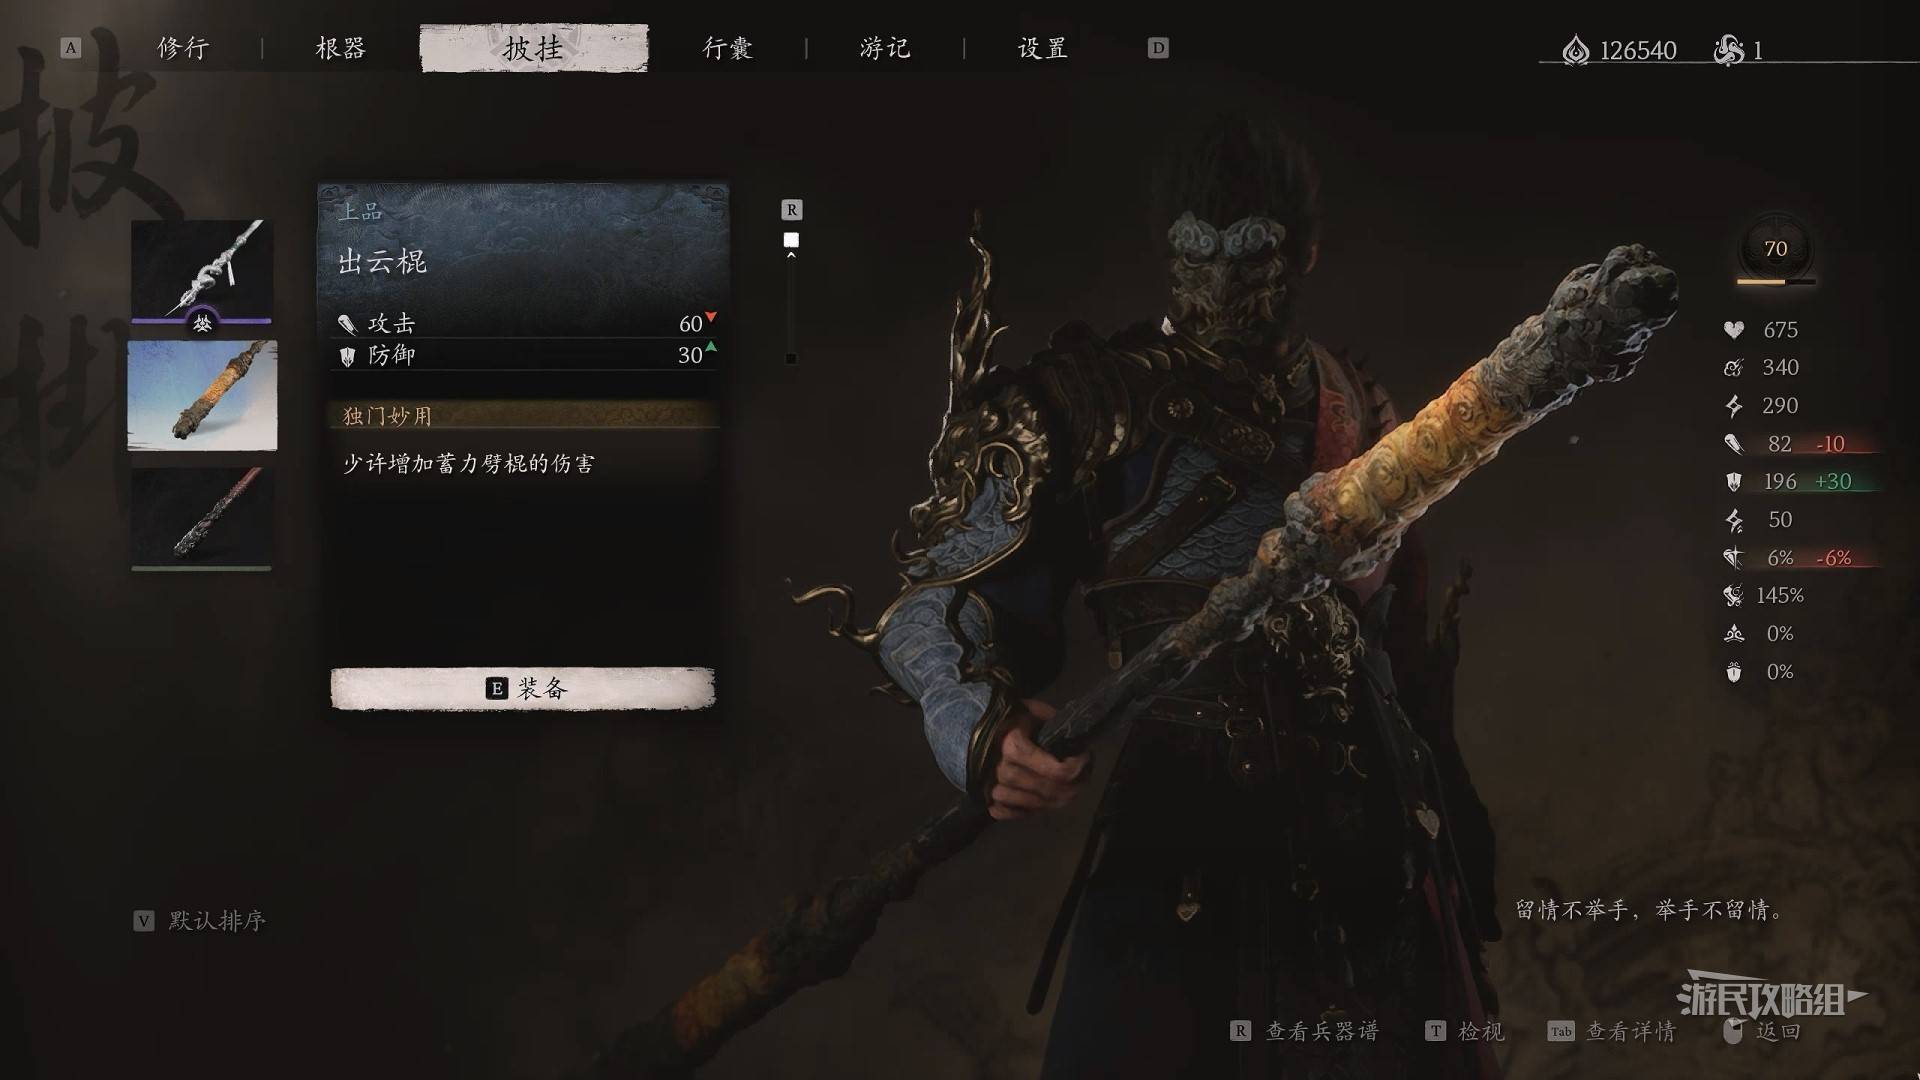 A 修行 根器 披挂 行囊 游记 设置 D
126540 1
披挂
上品
出云棍
攻击 60
防御 30
独门妙用
少许增加蓄力劈棍的伤害
E 装备
R
70
675
340
290
82 -10
196 +30
50
6% -6%
145%
0%
0%
V 默认排序
留情不举手，举手不留情。
游民攻略组
R 查看兵器谱 T 检视 Tab 查看详情 返回